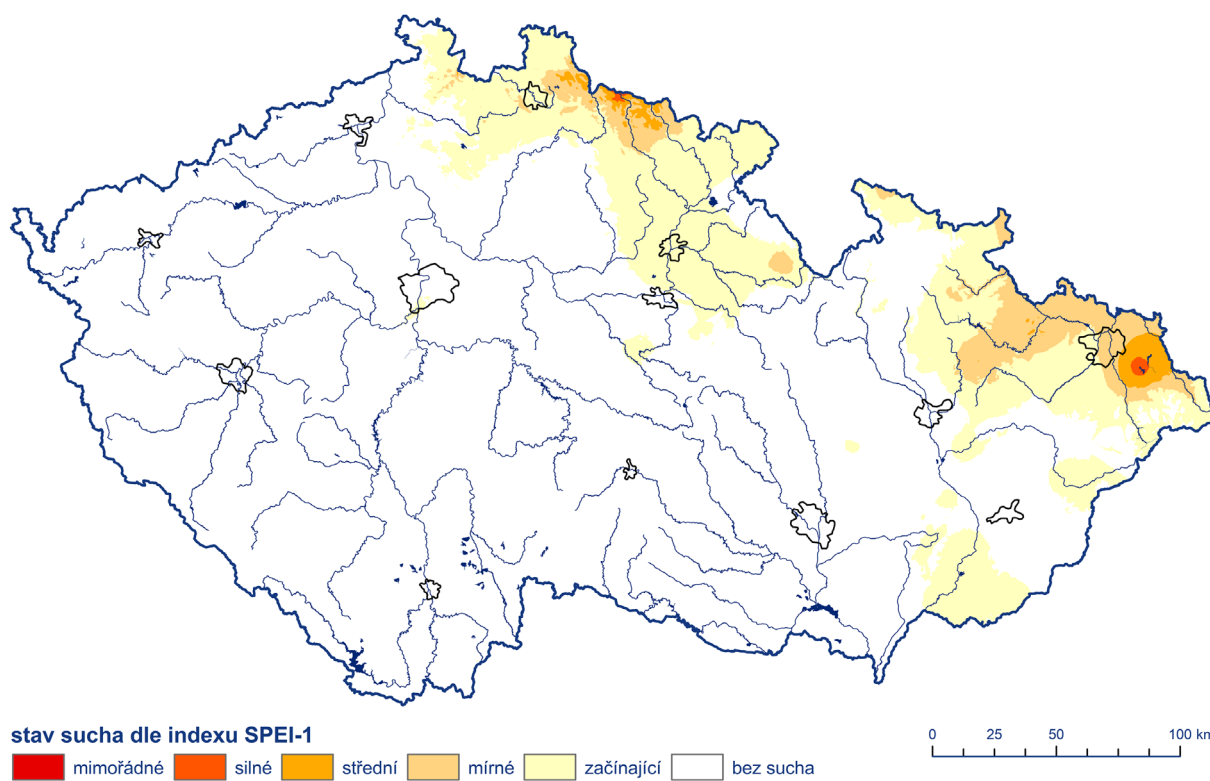 stav sucha dle indexu SPEI-1
mimořádné silné střední mírné začínající bez sucha
0 25 50 100 km